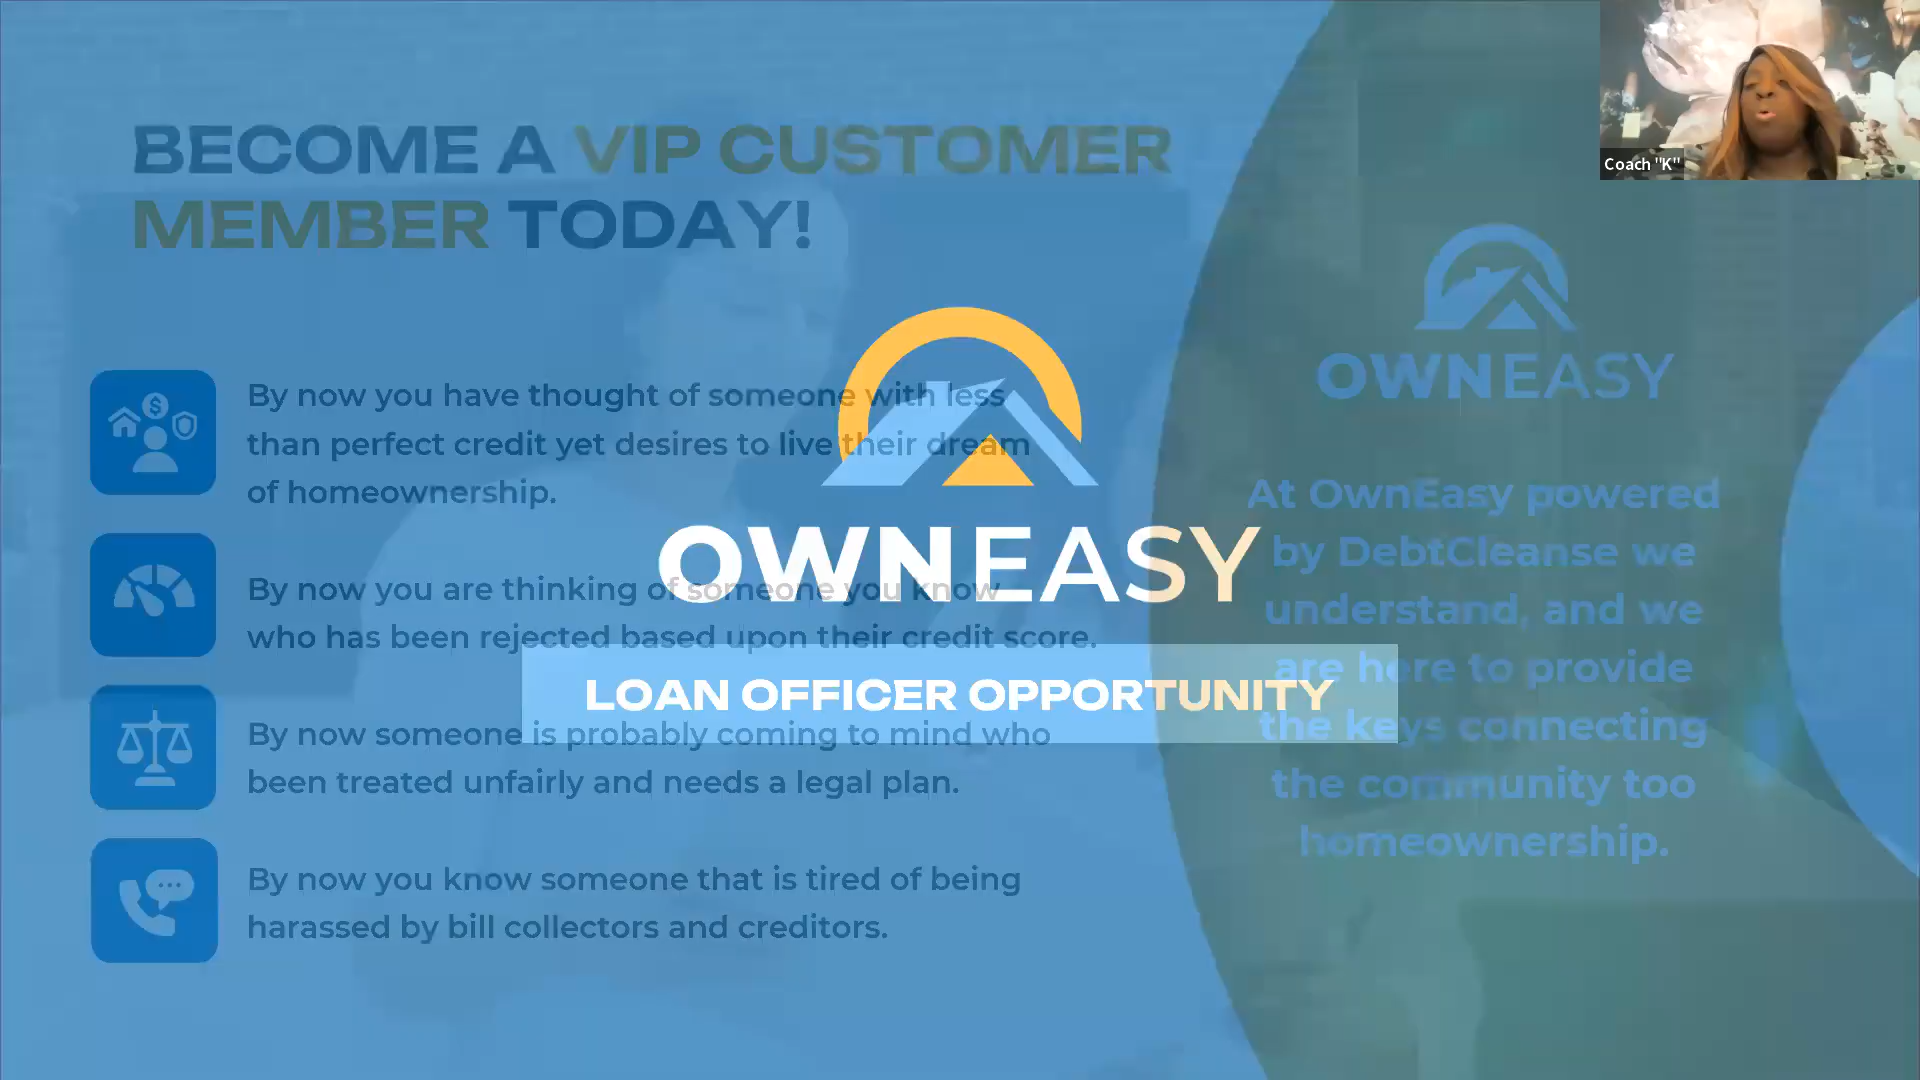 BECOME A VIP CUSTOMER
MEMBER TODAY!
By now you have thought of someone with less
than perfect credit yet desires to live their dream
of homeownership.
By now you are thinking of someone you know
who has been rejected based upon their credit score.
By now someone is probably coming to mind who
been treated unfairly and needs a legal plan.
By now you know someone that is tired of being
harassed by bill collectors and creditors.
OWNEASY
LOAN OFFICER OPPORTUNITY
Coach "K"
OWNEASY
At OwnEasy powered
by DebtCleanse we
understand, and we
are here to provide
the keys connecting
the community too
homeownership.